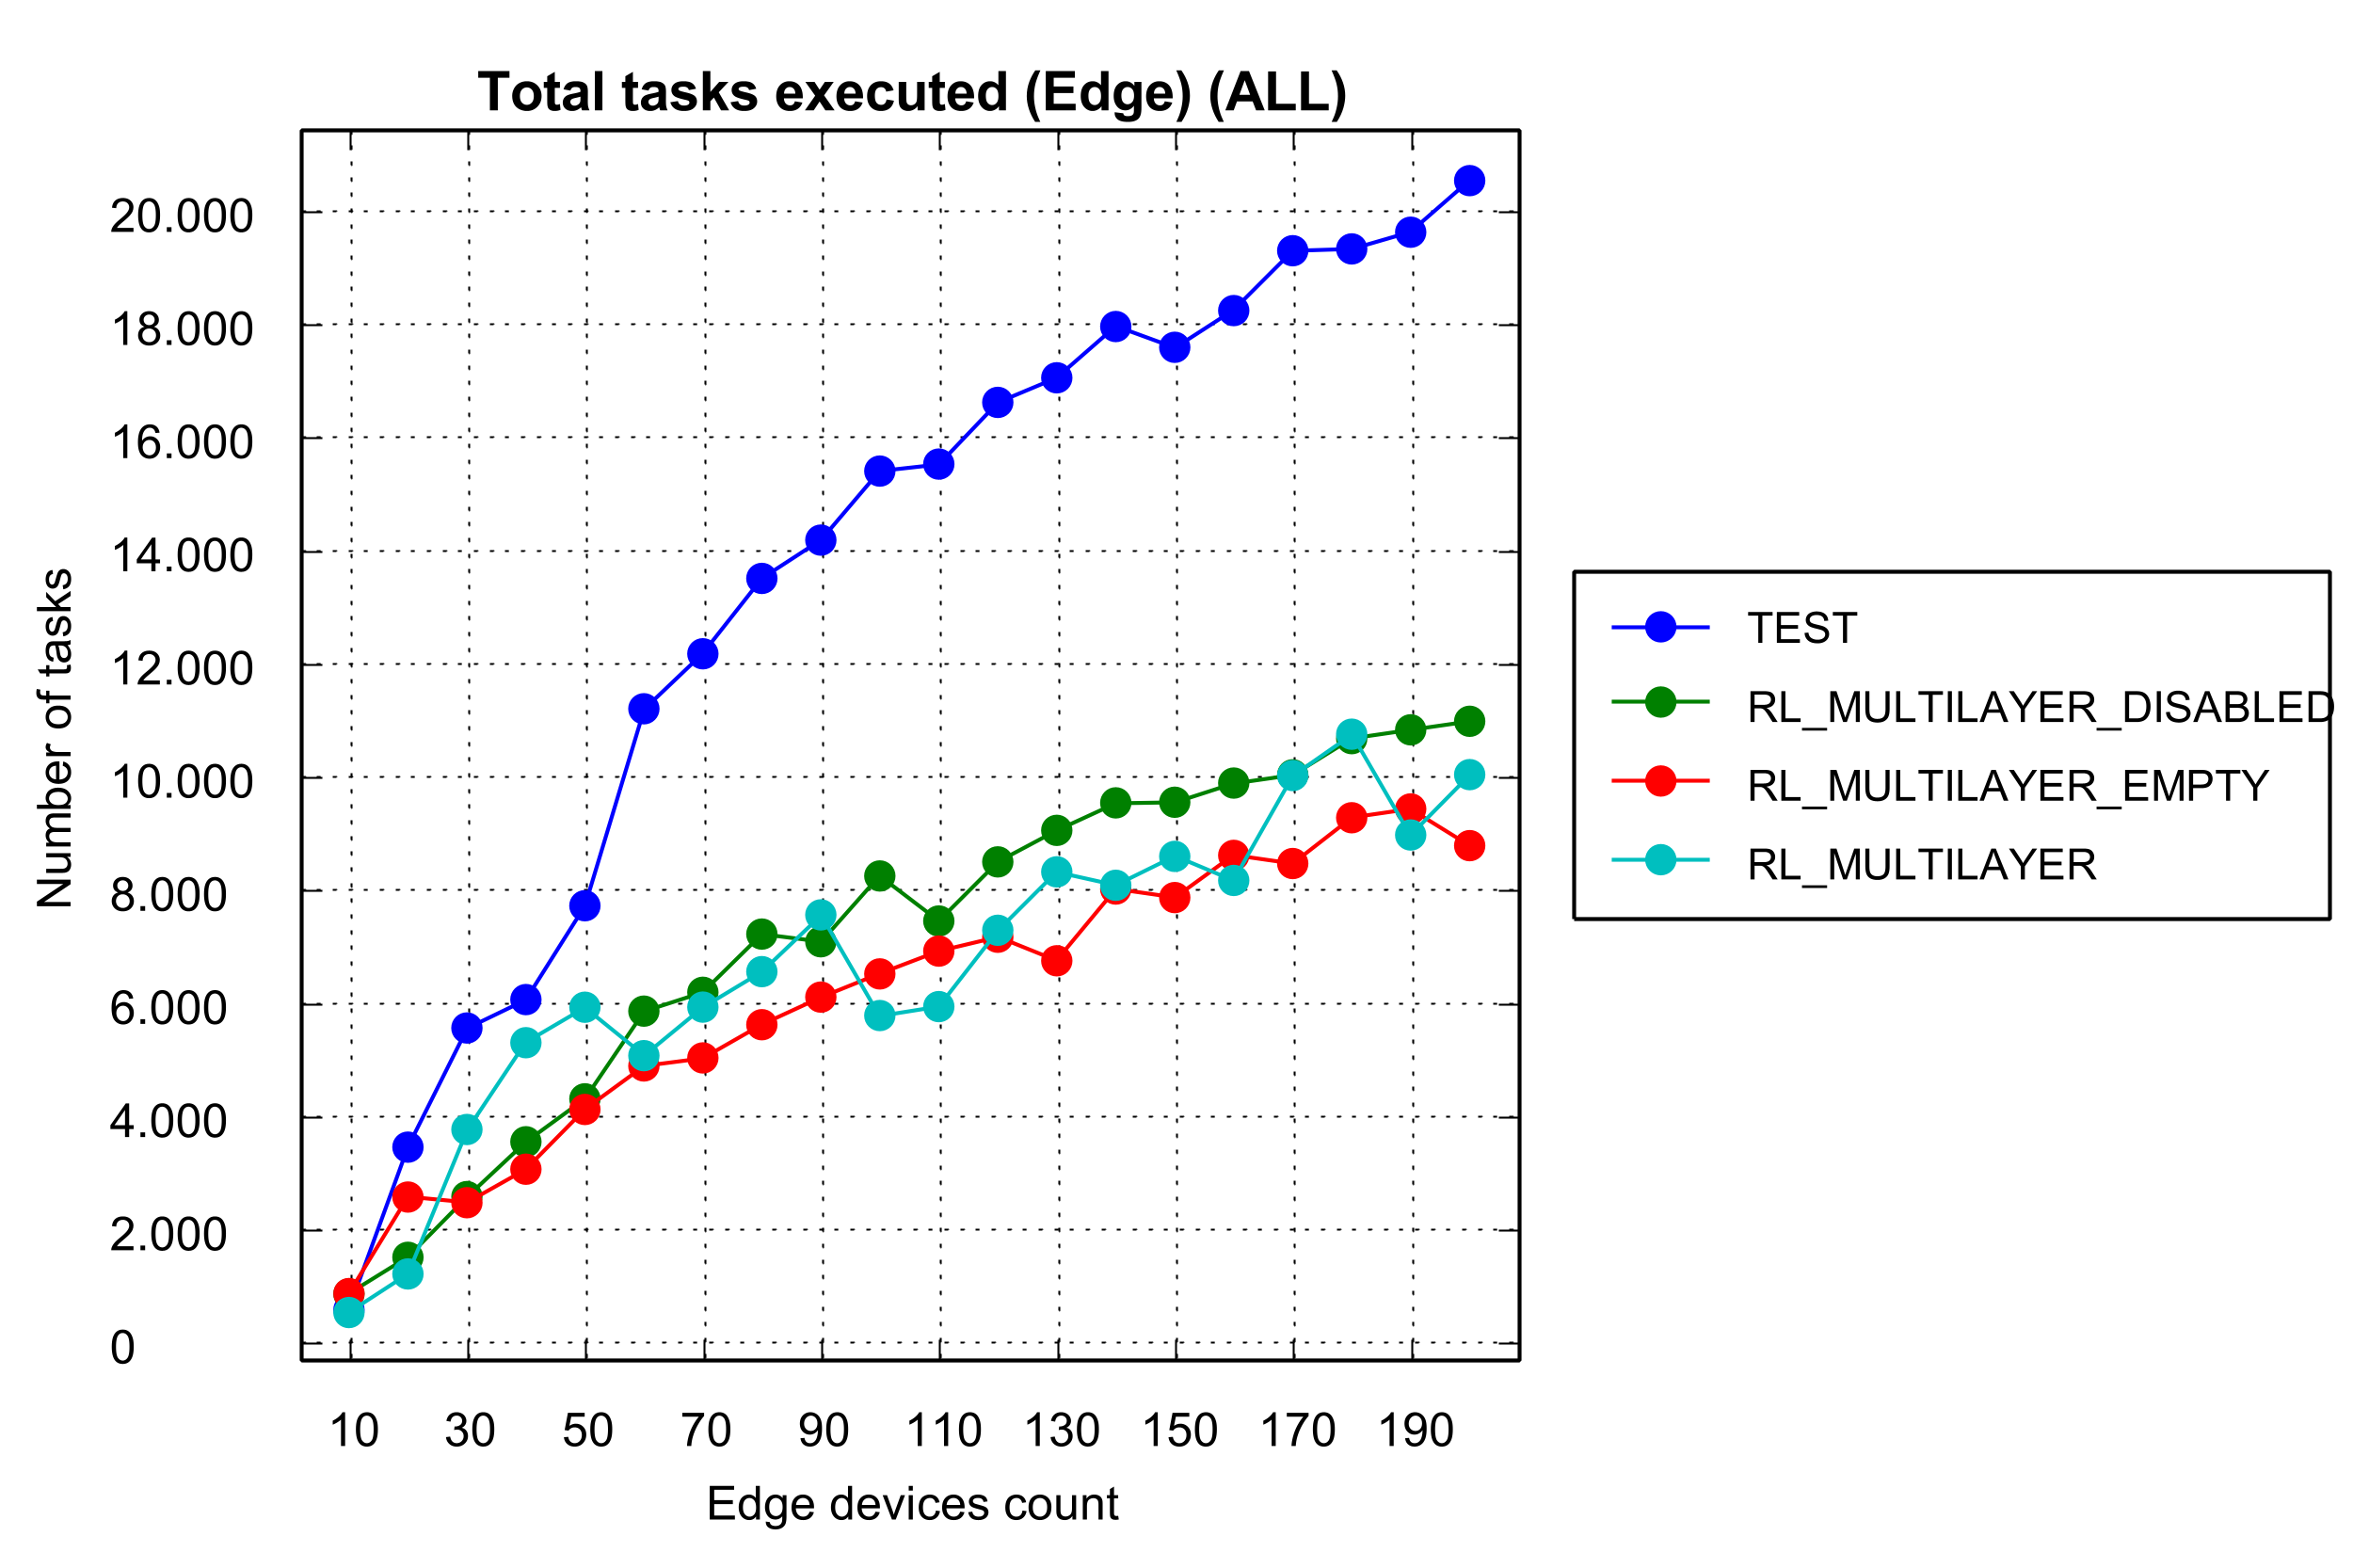 Total tasks executed (Edge) (ALL)
Number of tasks
20.000
18.000
16.000
14.000
12.000
10.000
8.000
6.000
4.000
2.000
0
10 30 50 70 90 110 130 150 170 190
Edge devices count
TEST
RL_MULTILAYER_DISABLED
RL_MULTILAYER_EMPTY
RL_MULTILAYER